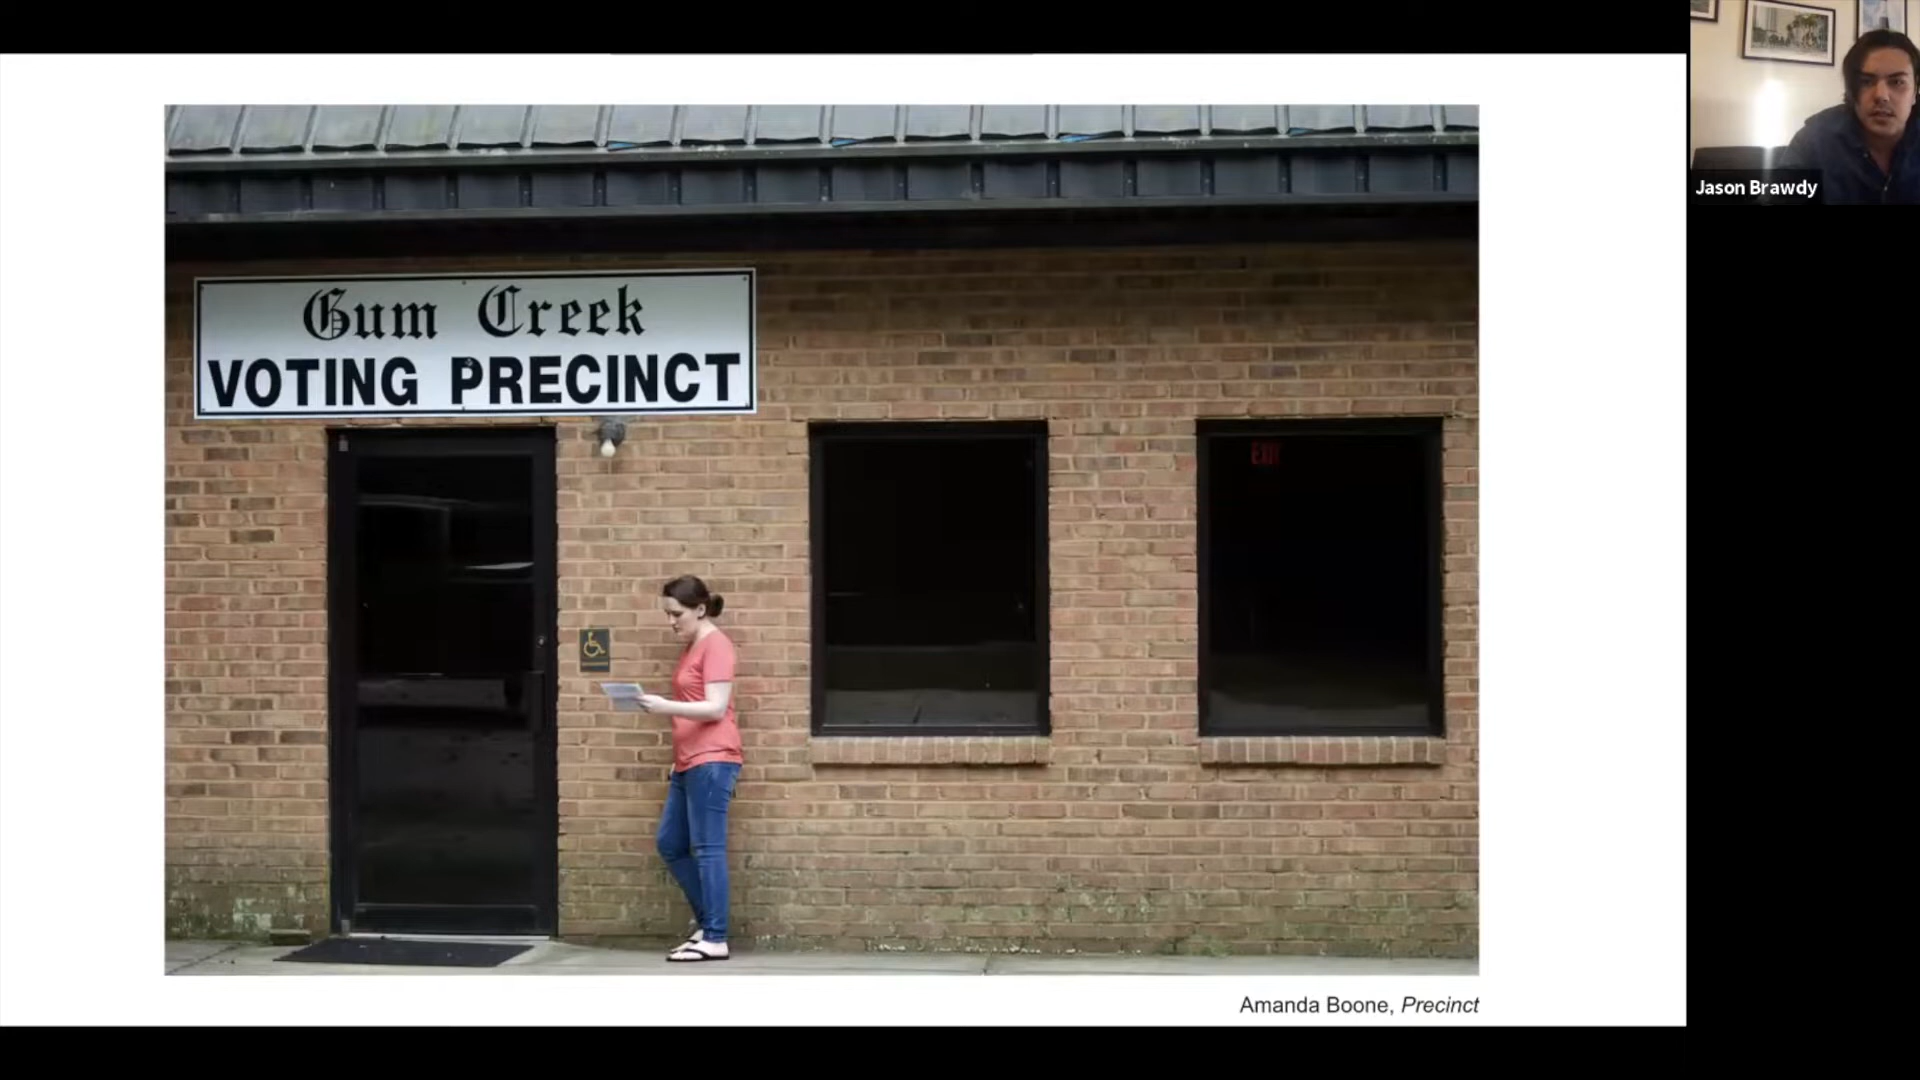 Gum Creek
VOTING PRECINCT
EXIT
Amanda Boone, Precinct
Jason Brawdy